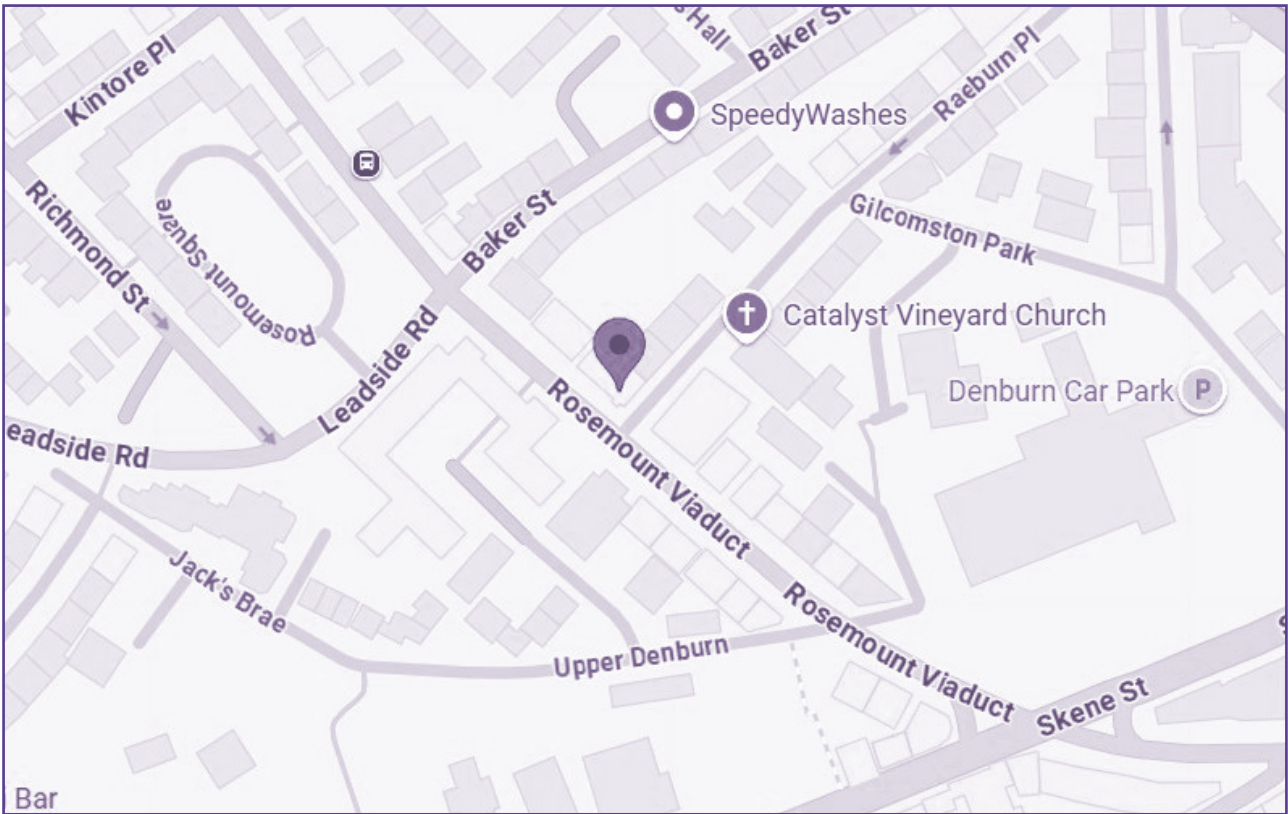 s Hall
Baker St
Kintore Pl
Raeburn Pl
SpeedyWashes
Richmond St
Rosemount Square
Baker St
Gilcomston Park
Leadside Rd
Catalyst Vineyard Church
Denburn Car Park P
eadside Rd
Rosemount Viaduct
Jack's Brae
Upper Denburn
Rosemount Viaduct
Skene St
Bar